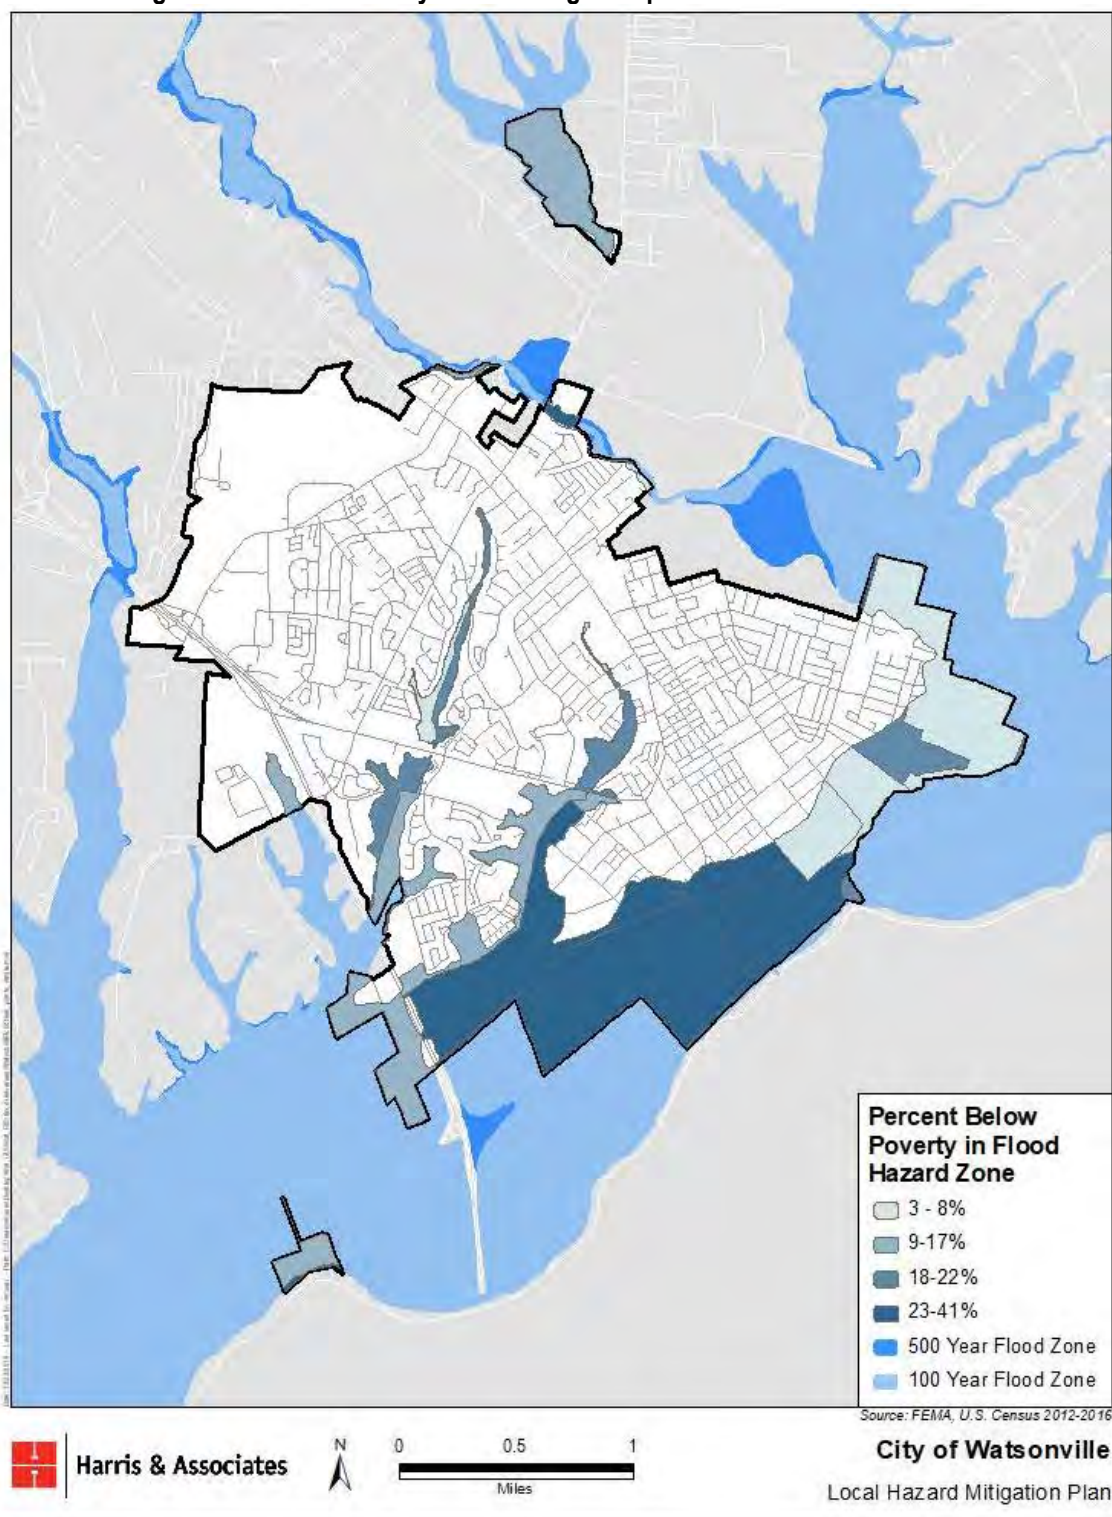 Percent Below
Poverty in Flood
Hazard Zone
3 - 8%
9-17%
18-22%
23-41%
500 Year Flood Zone
100 Year Flood Zone
Source: FEMA, U.S. Census 2012-2016
Harris & Associates
N
0 0.5 1
Miles
City of Watsonville
Local Hazard Mitigation Plan